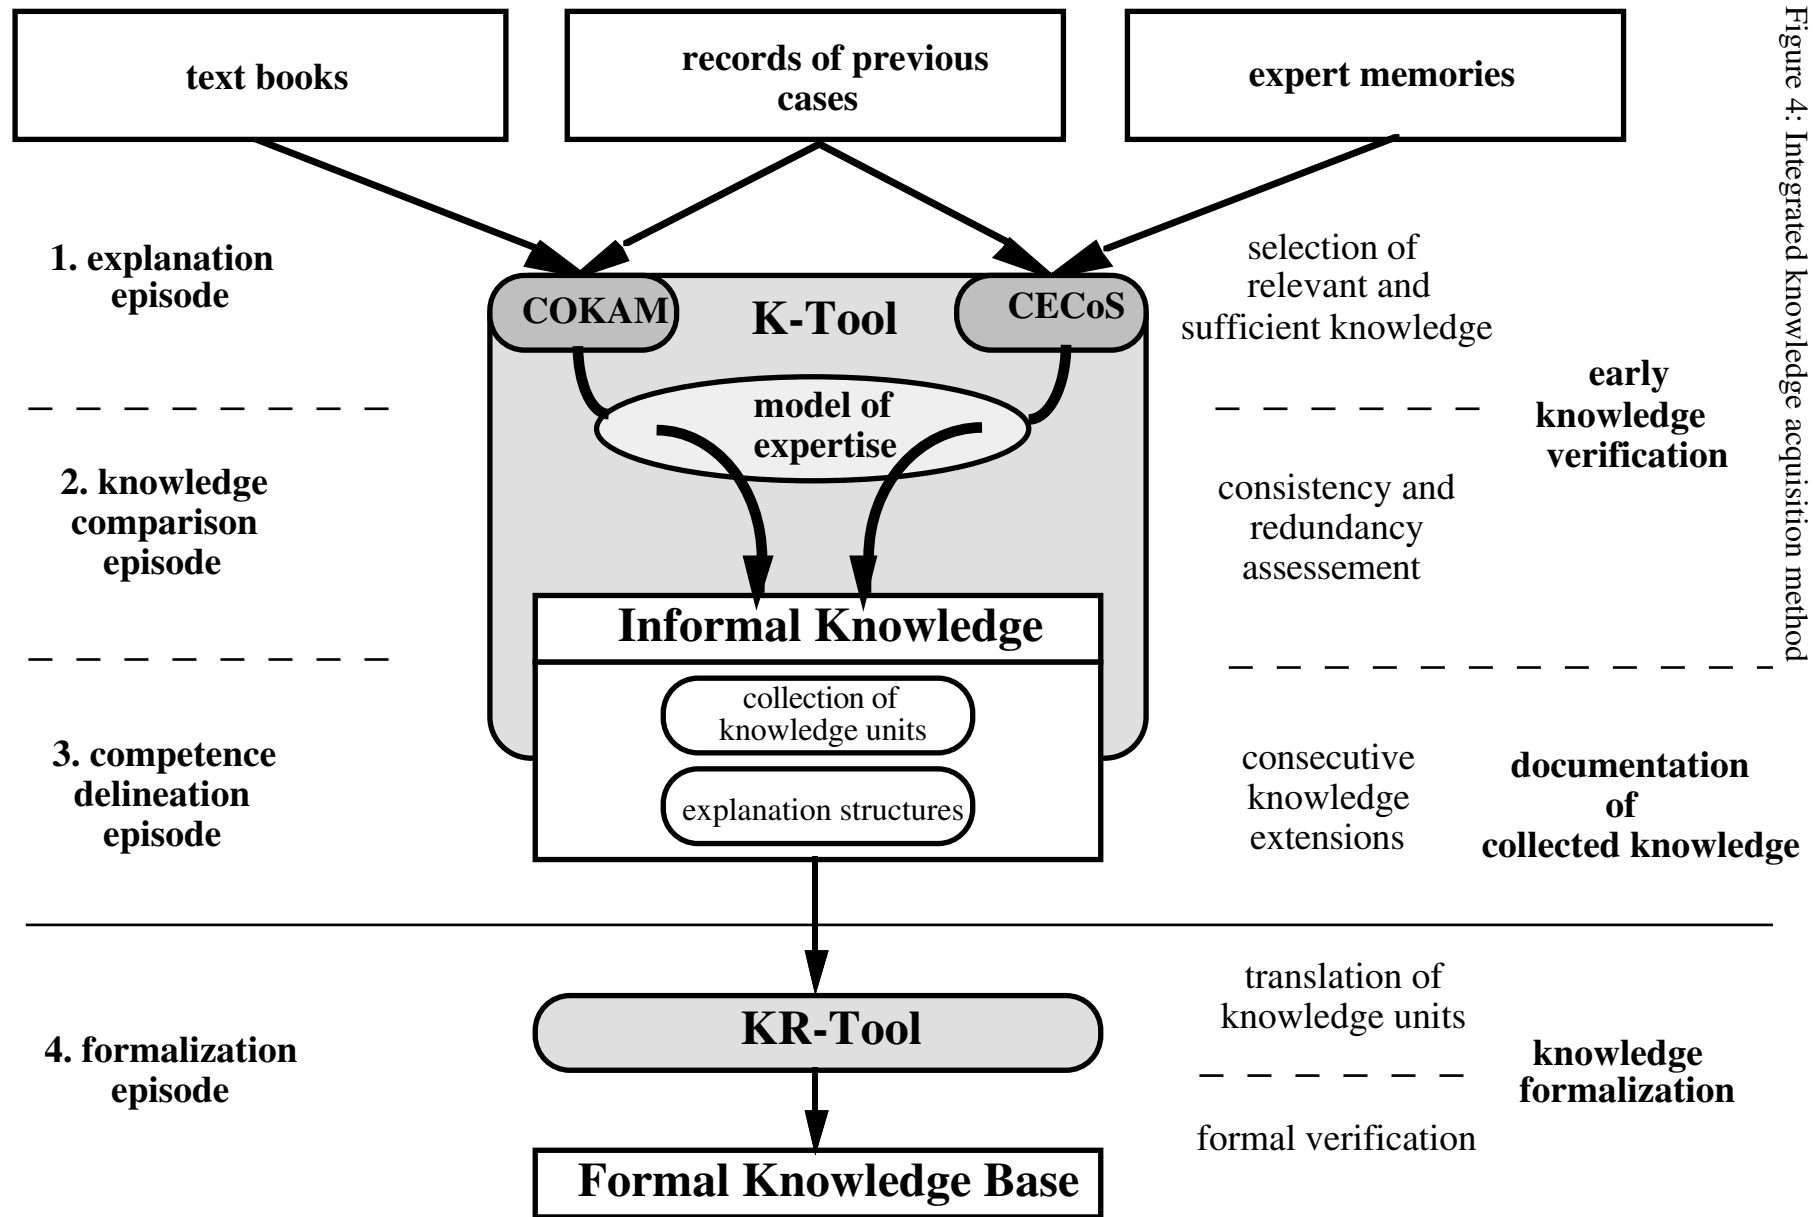 text books
records of previous
cases
expert memories
Figure 4: Integrated knowledge acquisition method
1. explanation
episode
COKAM
K-Tool
CECoS
selection of
relevant and
sufficient knowledge
early
knowledge
verification
model of
expertise
2. knowledge
comparison
episode
consistency and
redundancy
assessement
Informal Knowledge
collection of
knowledge units
explanation structures
3. competence
delineation
episode
consecutive
knowledge
extensions
documentation
of
collected knowledge
KR-Tool
4. formalization
episode
translation of
knowledge units
knowledge
formalization
formal verification
Formal Knowledge Base